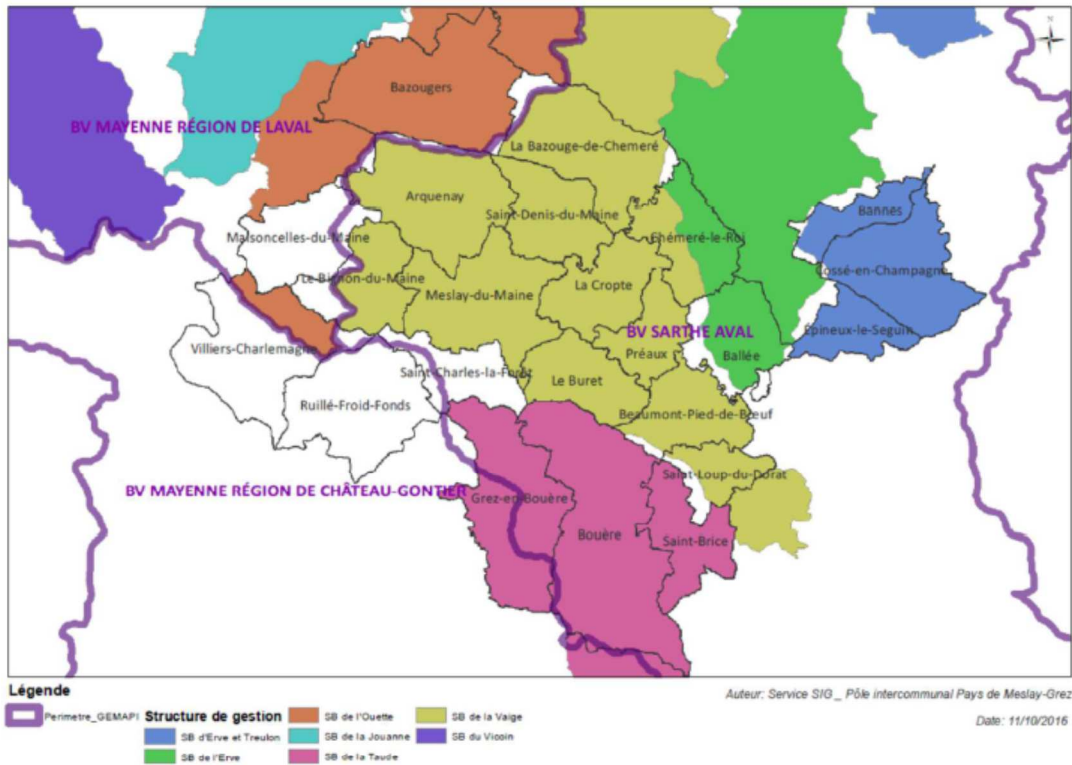 N
Bazougers
BV MAYENNE RÉGION DE LAVAL
La Bazouge-de-Chemeré
Arquenay
Saint-Denis-du-Maine
Bannes
Maisoncelles-du-Maine
Chémeré-le-Roi
Cossé-en-Champagne
Le Bignon-du-Maine
La Cropte
Meslay-du-Maine
BV SARTHE AVAL
Épineux-le-Seguin
Villiers-Charlemagne
Préaux
Ballée
Saint-Charles-la-Forêt
Le Buret
Ruillé-Froid-Fonds
Beaumont-Pied-de-Bœuf
Saint-Loup-du-Dorat
BV MAYENNE RÉGION DE CHÂTEAU-GONTIER
Grez-en-Bouère
Bouère
Saint-Brice
Légende
Perimetre_GEMAPI
Structure de gestion
SB d'Erve et Treulon
SB de l'Erve
SB de l'Ouette
SB de la Jouanne
SB de la Taude
SB de la Vaige
SB du Vicoin
Auteur: Service SIG _ Pôle intercommunal Pays de Meslay-Grez
Date: 11/10/2016